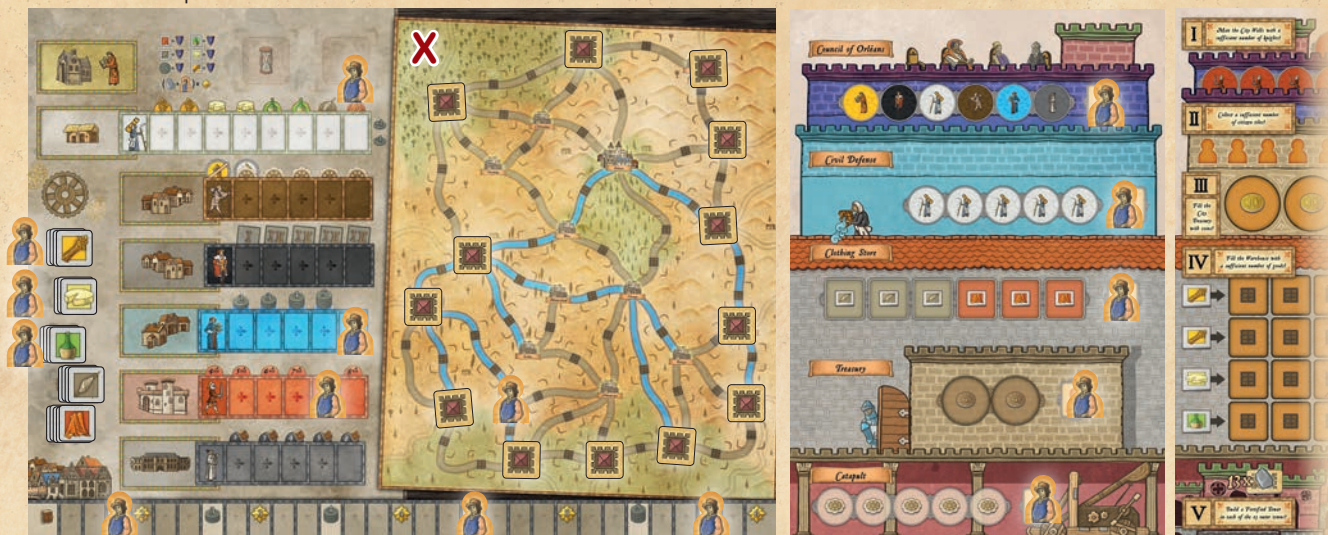 X
Council of Orléans
Civil Defense
Clothing Store
Treasury
Catapult
I
Man the City Walls with a
sufficient number of knights!
II
Collect a sufficient number
of citizen tiles!
III
Fill the
City
Treasury
with coins!
IV
Fill the Warehouse with
a sufficient number of goods!
V
Build a Fortified Tower
in each of the 13 outer towns!